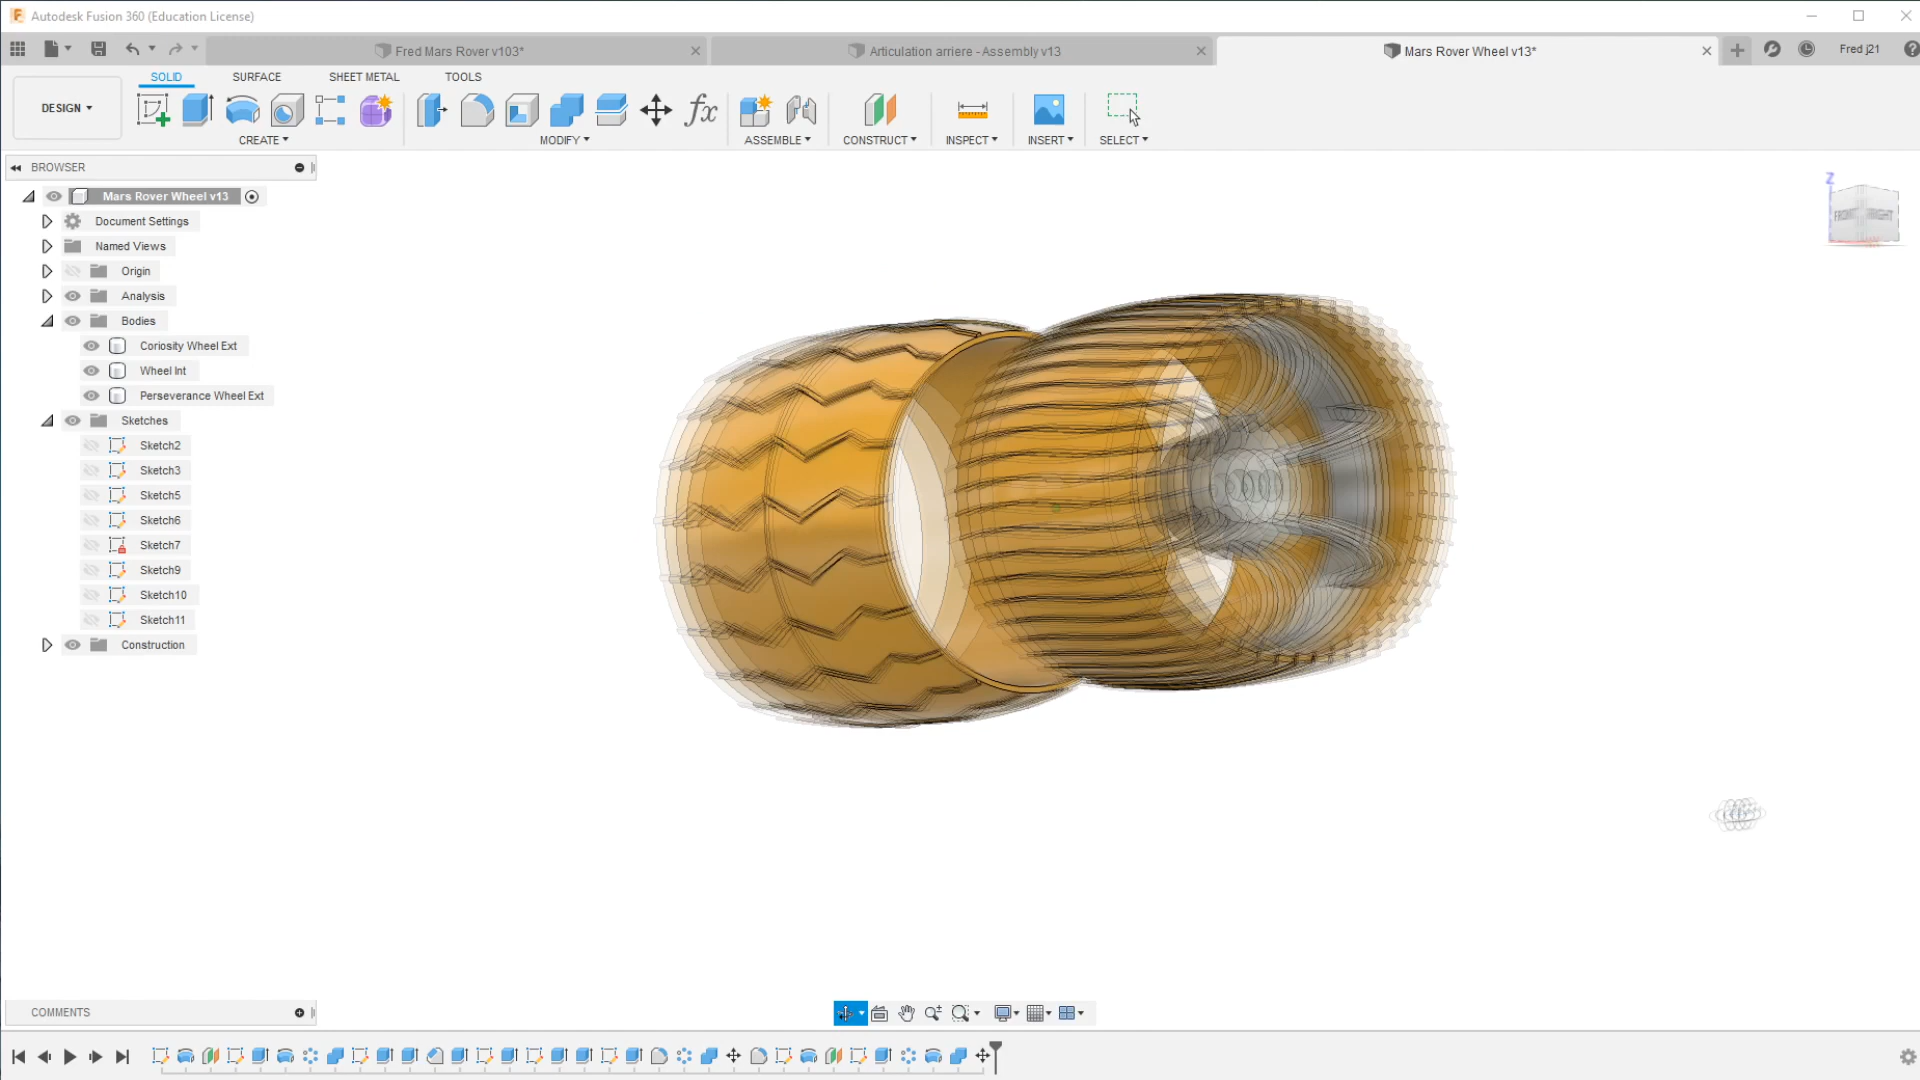 Autodesk Fusion 360 (Education License)
Fred Mars Rover v103*
Articulation arriere - Assembly v13
Mars Rover Wheel v13*
Fred j21
SOLID
SURFACE
SHEET METAL
TOOLS
DESIGN
CREATE
MODIFY
ASSEMBLE
CONSTRUCT
INSPECT
INSERT
SELECT
fx
BROWSER
Mars Rover Wheel v13
Document Settings
Named Views
Origin
Analysis
Bodies
Coriosity Wheel Ext
Wheel Int
Perseverance Wheel Ext
Sketches
Sketch2
Sketch3
Sketch5
Sketch6
Sketch7
Sketch9
Sketch10
Sketch11
Construction
Z
FRONT
RIGHT
COMMENTS